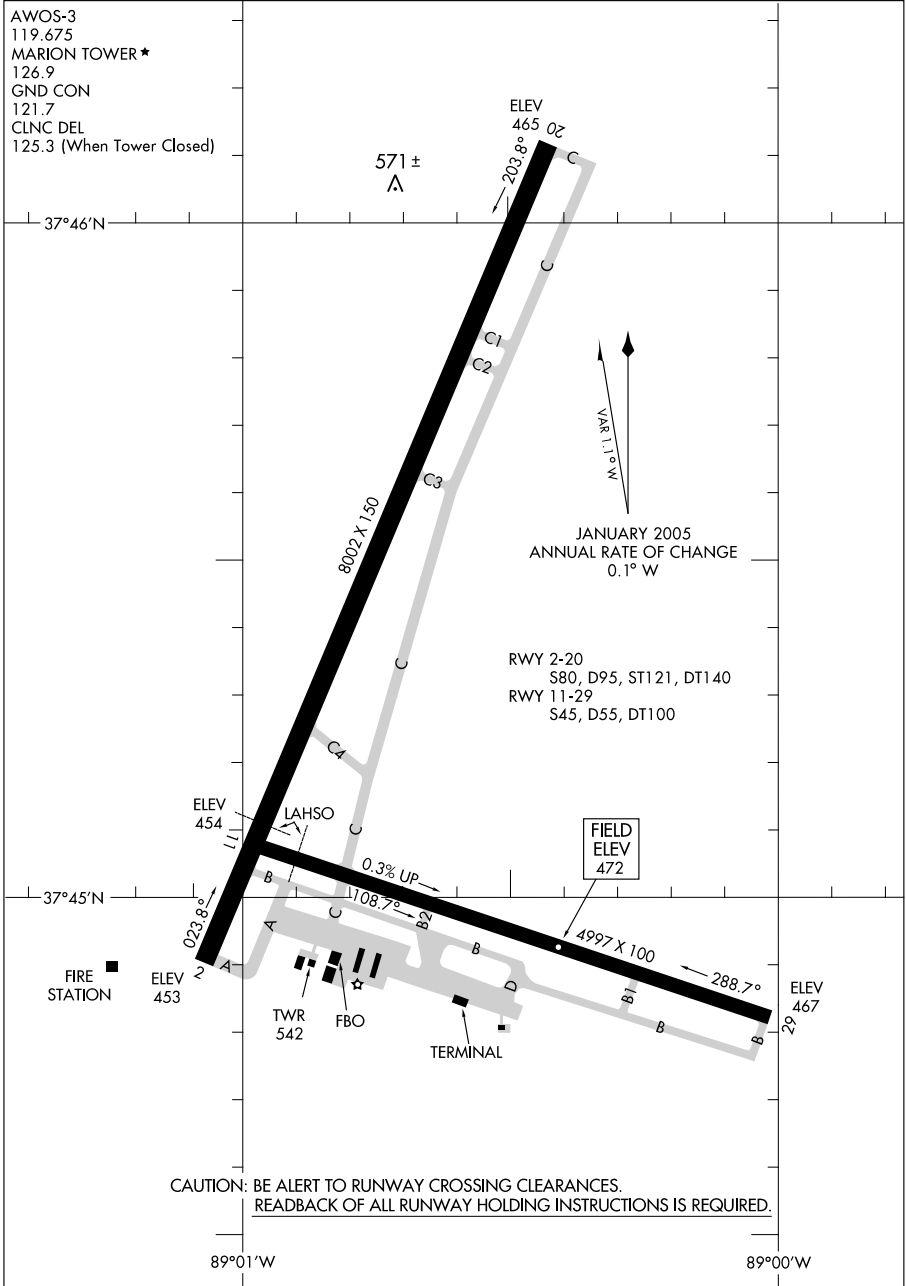 AWOS-3
119.675
MARION TOWER★
126.9
GND CON
121.7
CLNC DEL
125.3 (When Tower Closed)
ELEV
465
20
C
203.8°
571 ±
37°46'N
C
C1
C2
VAR 1.1° W
C3
8002 X 150
JANUARY 2005
ANNUAL RATE OF CHANGE
0.1° W
C
RWY 2-20
S80, D95, ST121, DT140
RWY 11-29
S45, D55, DT100
C4
ELEV
454
LAHSO
11
C
FIELD
ELEV
472
0.3% UP
B
37°45'N
108.7°
023.8°
A
C
B2
B
4997 X 100
288.7°
A
2
D
B1
B
B
29
ELEV
467
FIRE
STATION
ELEV
453
TWR
542
FBO
TERMINAL
CAUTION: BE ALERT TO RUNWAY CROSSING CLEARANCES.
READBACK OF ALL RUNWAY HOLDING INSTRUCTIONS IS REQUIRED.
89°01'W
89°00'W